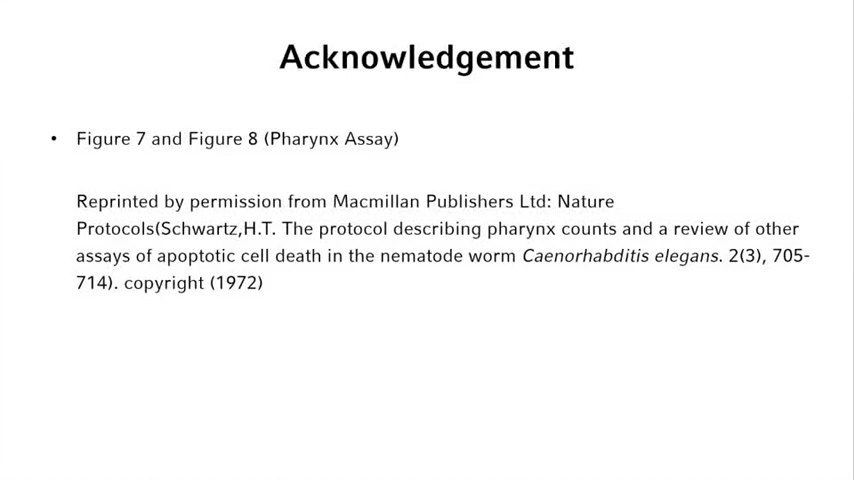 Acknowledgement
• Figure 7 and Figure 8 (Pharynx Assay)
Reprinted by permission from Macmillan Publishers Ltd: Nature
Protocols(Schwartz,H.T. The protocol describing pharynx counts and a review of other
assays of apoptotic cell death in the nematode worm Caenorhabditis elegans. 2(3), 705-
714). copyright (1972)